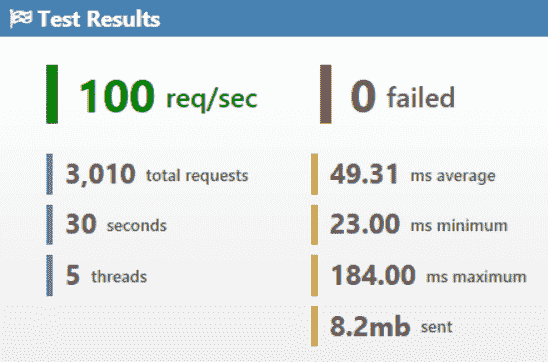 Test Results
100 req/sec
0 failed
3,010 total requests
30 seconds
5 threads
49.31 ms average
23.00 ms minimum
184.00 ms maximum
8.2mb sent